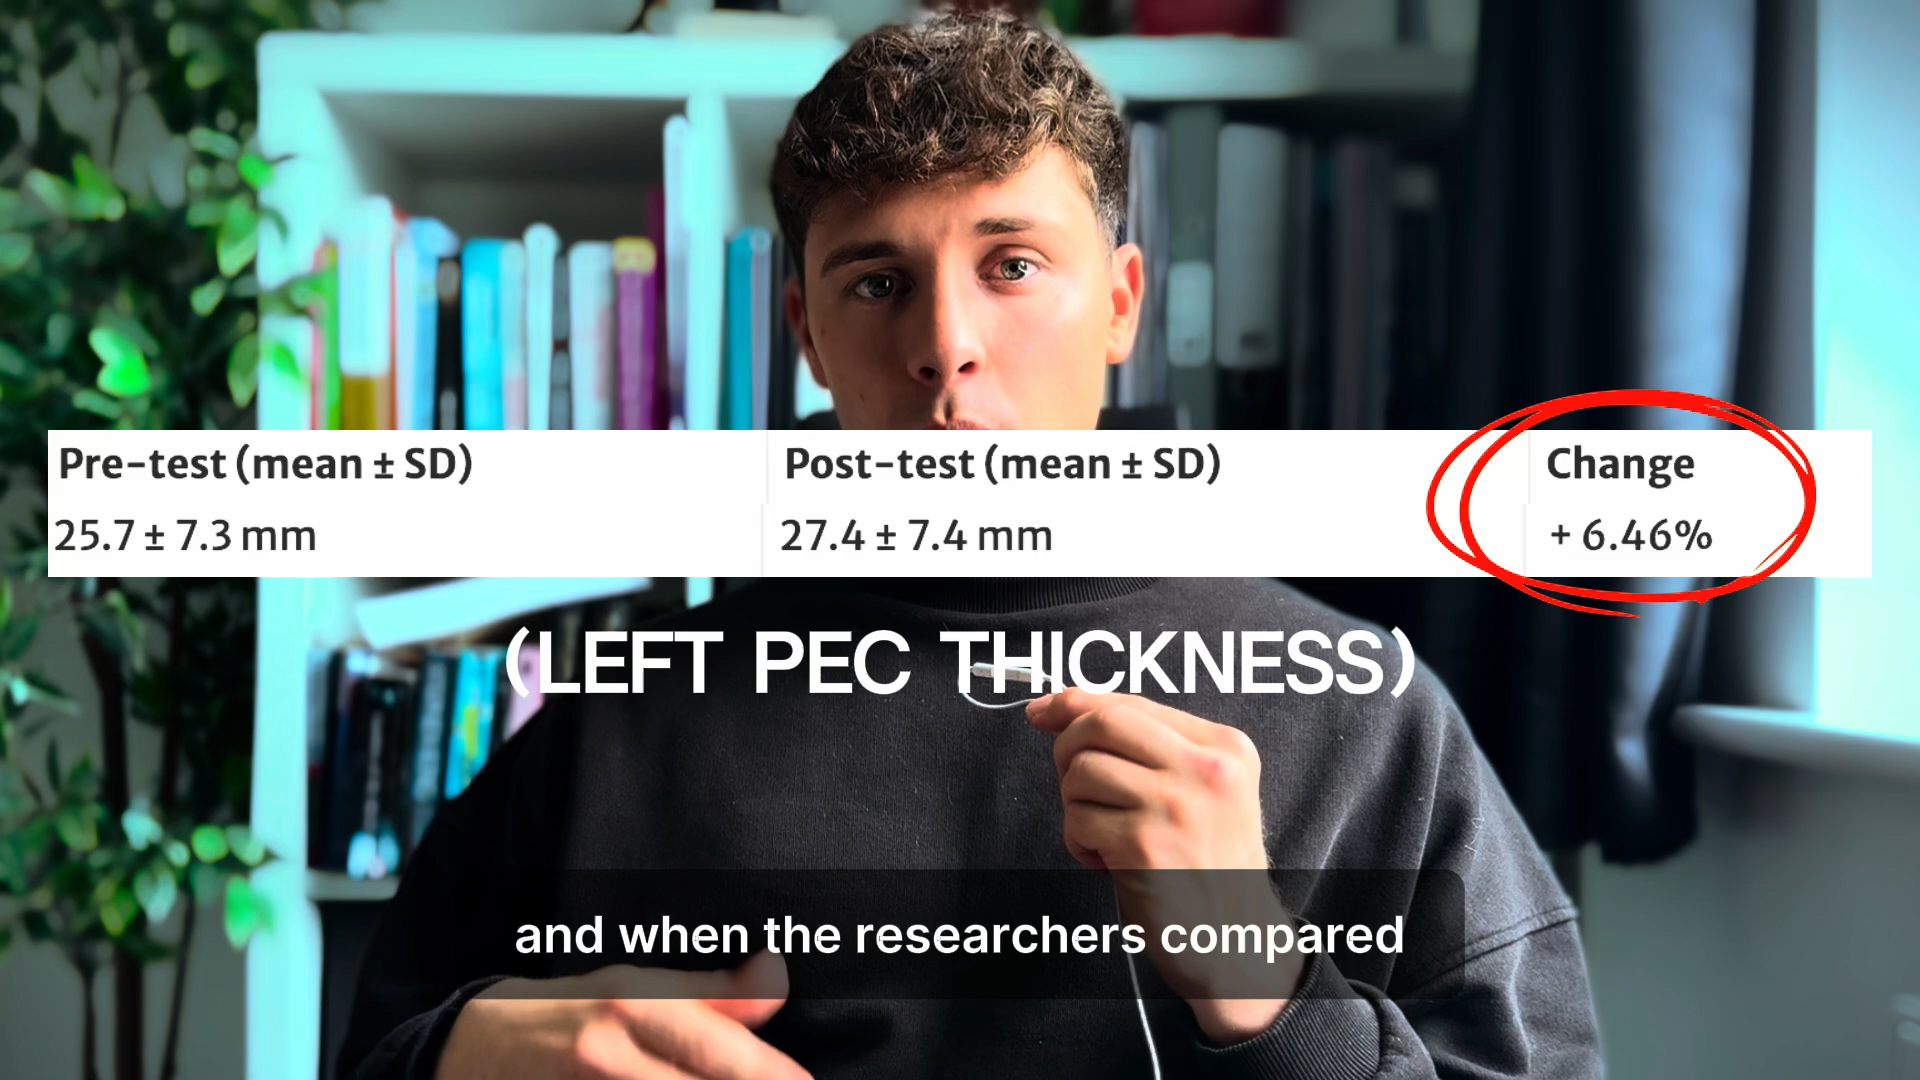 Pre-test (mean ± SD) Post-test (mean ± SD) Change
25.7 ± 7.3 mm 27.4 ± 7.4 mm + 6.46%
(LEFT PEC THICKNESS)
and when the researchers compared